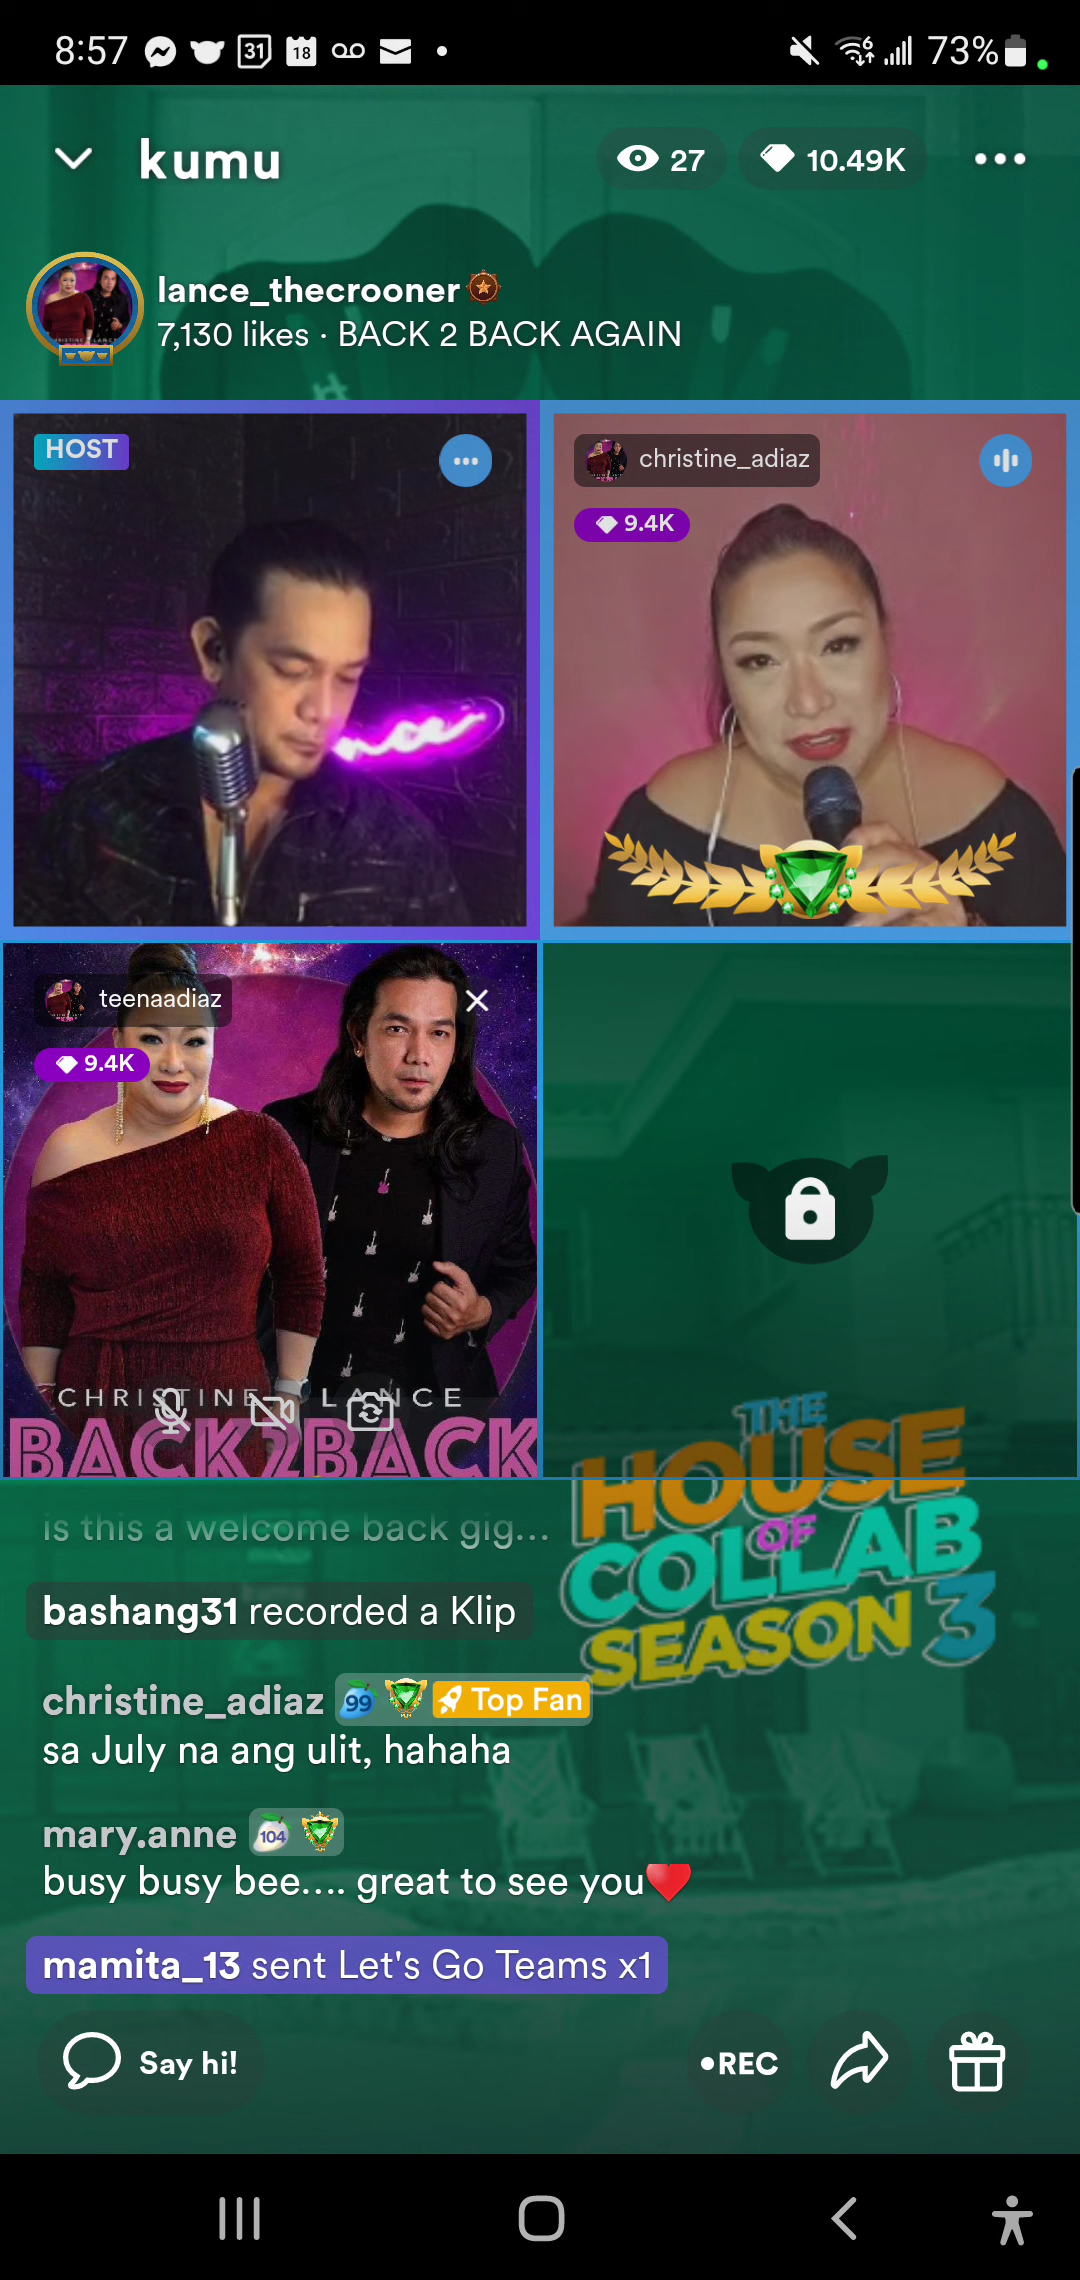 8:57 31 18 6 73%
kumu 27 10.49K
lance_thecrooner
7,130 likes · BACK 2 BACK AGAIN
HOST
christine_adiaz
9.4K
teenaadiaz
9.4K
CHRISTINE LANCE
BACK2BACK
THE
HOUSE
OF
COLLAB
SEASON 3
is this a welcome back gig...
bashang31 recorded a Klip
christine_adiaz 99 Top Fan
sa July na ang ulit, hahaha
mary.anne 104
busy busy bee.... great to see you❤️
mamita_13 sent Let's Go Teams x1
Say hi! •REC